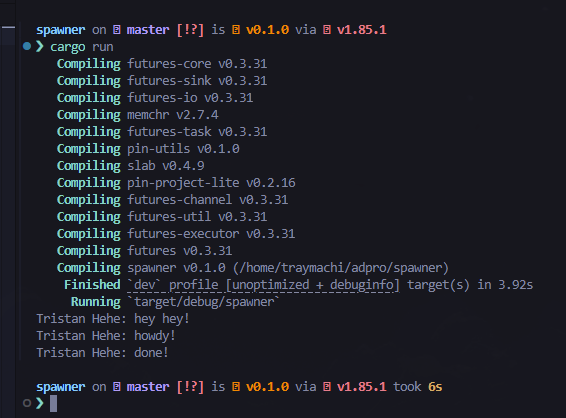 spawner on master [!?] is v0.1.0 via v1.85.1
❯ cargo run
Compiling futures-core v0.3.31
Compiling futures-sink v0.3.31
Compiling futures-io v0.3.31
Compiling memchr v2.7.4
Compiling futures-task v0.3.31
Compiling pin-utils v0.1.0
Compiling slab v0.4.9
Compiling pin-project-lite v0.2.16
Compiling futures-channel v0.3.31
Compiling futures-util v0.3.31
Compiling futures-executor v0.3.31
Compiling futures v0.3.31
Compiling spawner v0.1.0 (/home/traymachi/adpro/spawner)
Finished `dev` profile [unoptimized + debuginfo] target(s) in 3.92s
Running `target/debug/spawner`
Tristan Hehe: hey hey!
Tristan Hehe: howdy!
Tristan Hehe: done!
spawner on master [!?] is v0.1.0 via v1.85.1 took 6s
❯